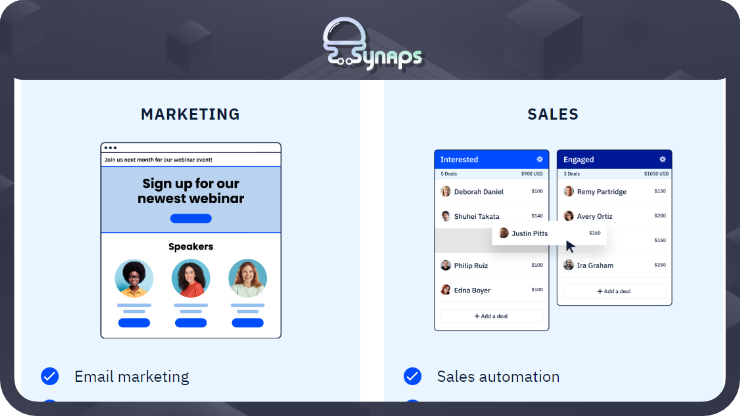 Synaps
MARKETING
Join us next month for our webinar event!
Sign up for our
newest webinar
Speakers
Email marketing
SALES
Interested
5 Deals $900 USD
Deborah Daniel $100
Shuhei Takata $140
Justin Pitts $160
Philip Ruiz $100
Edna Boyer $100
+ Add a deal
Engaged
3 Deals $1050 USD
Remy Partridge $150
Avery Ortiz $200
$150
Ira Graham $250
+ Add a deal
Sales automation